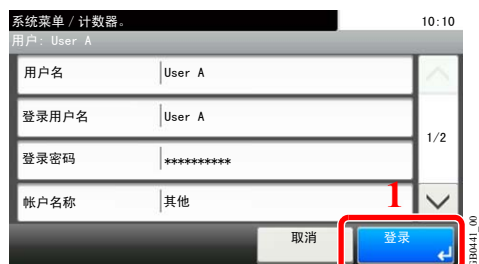 系统菜单 / 计数器。 10:10
用户: User A
用户名 User A
登录用户名 User A
1/2
登录密码 **********
帐户名称 其他 1
取消 登录